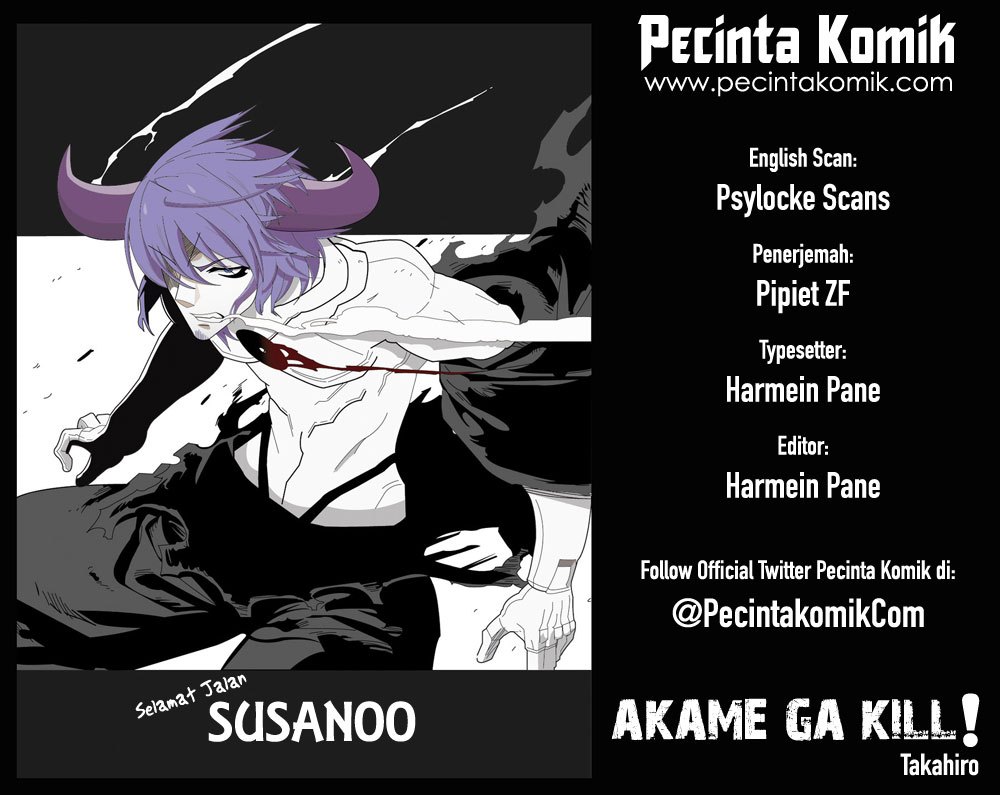 Pecinta Komik
www.pecintakomik.com
English Scan:
Psylocke Scans
Penerjemah:
Pipiet ZF
Typesetter:
Harmein Pane
Editor:
Harmein Pane
Follow Official Twitter Pecinta Komik di:
@PecintakomikCom
Selamat Jalan
SUSANOO
AKAME GA KILL!
Takahiro